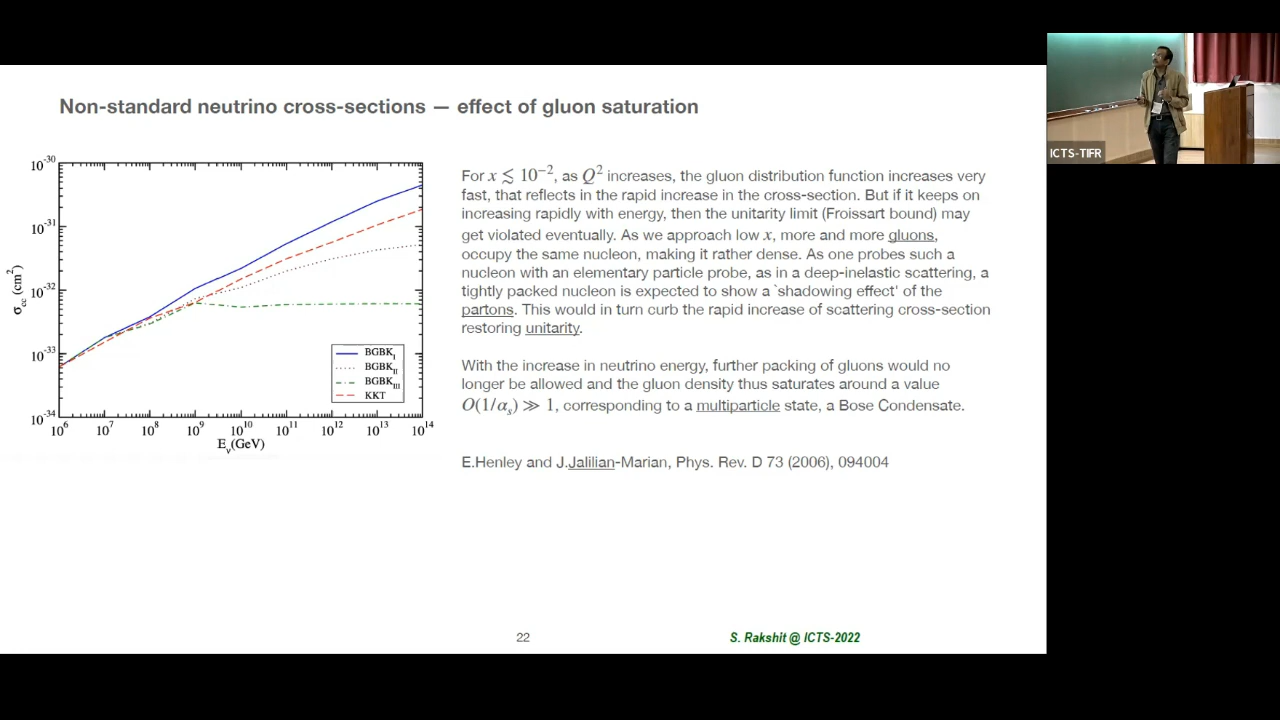 Non-standard neutrino cross-sections — effect of gluon saturation
ICTS-TIFR
10^-30
10^-31
10^-32
10^-33
10^-34
σcc (cm²)
BGBK_I
BGBK_II
BGBK_III
KKT
10^6 10^7 10^8 10^9 10^10 10^11 10^12 10^13 10^14
E_ν(GeV)
For x ≲ 10^-2, as Q² increases, the gluon distribution function increases very
fast, that reflects in the rapid increase in the cross-section. But if it keeps on
increasing rapidly with energy, then the unitarity limit (Froissart bound) may
get violated eventually. As we approach low x, more and more gluons,
occupy the same nucleon, making it rather dense. As one probes such a
nucleon with an elementary particle probe, as in a deep-inelastic scattering, a
tightly packed nucleon is expected to show a `shadowing effect' of the
partons. This would in turn curb the rapid increase of scattering cross-section
restoring unitarity.
With the increase in neutrino energy, further packing of gluons would no
longer be allowed and the gluon density thus saturates around a value
O(1/α_s) ≫ 1, corresponding to a multiparticle state, a Bose Condensate.
E.Henley and J.Jalilian-Marian, Phys. Rev. D 73 (2006), 094004
22
S. Rakshit @ ICTS-2022